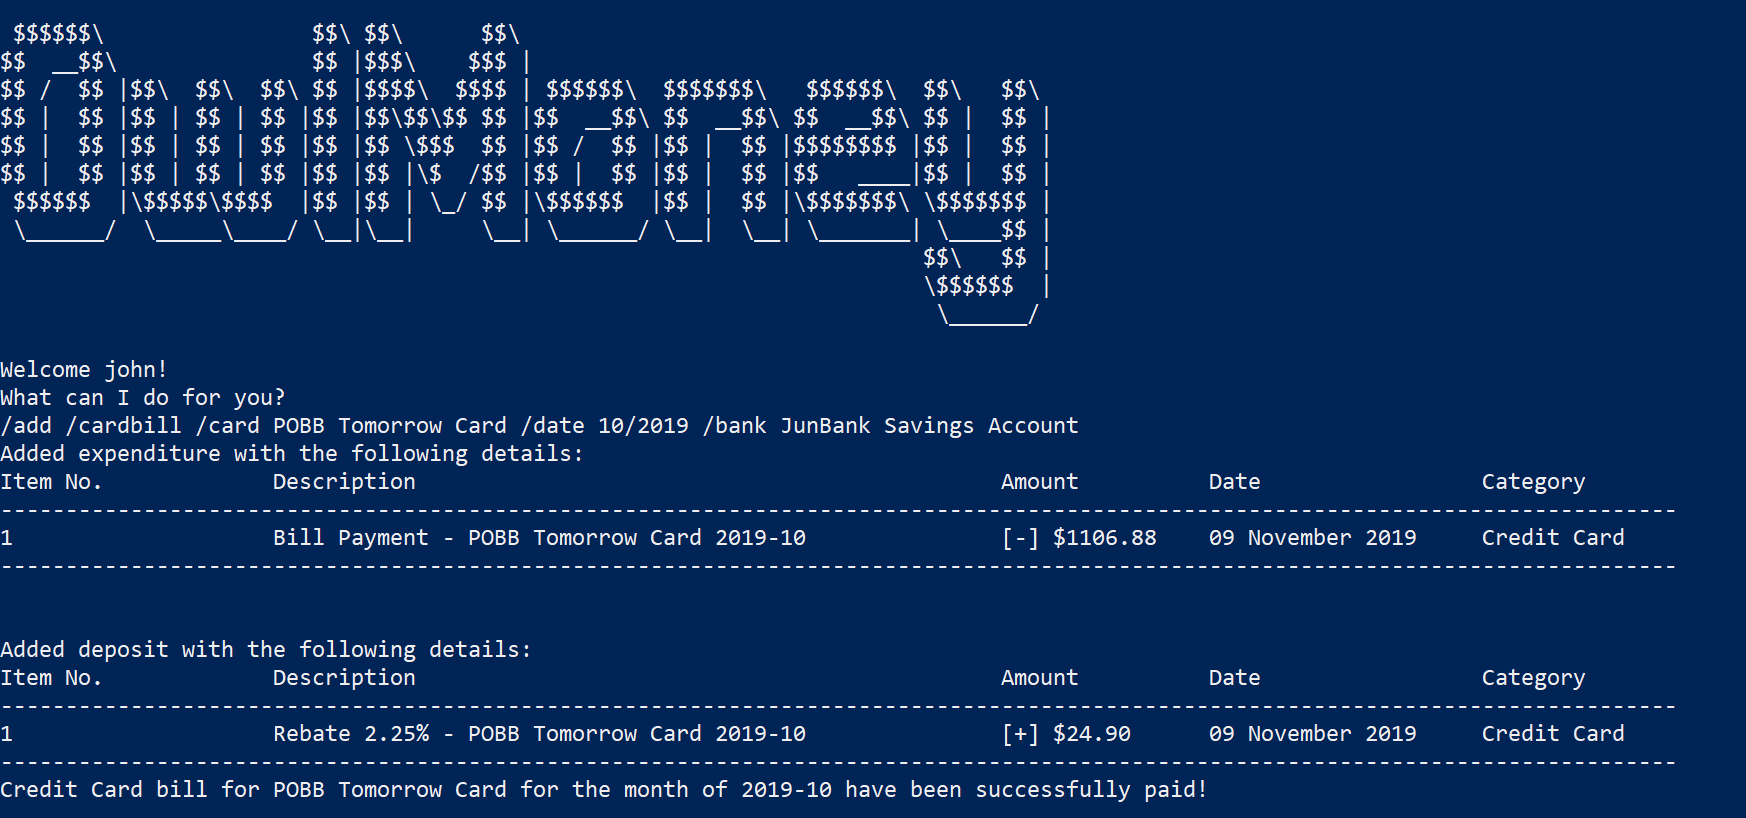 OwlMoney
Welcome john!
What can I do for you?
/add /cardbill /card POBB Tomorrow Card /date 10/2019 /bank JunBank Savings Account
Added expenditure with the following details:
Item No. Description Amount Date Category
1 Bill Payment - POBB Tomorrow Card 2019-10 [-] $1106.88 09 November 2019 Credit Card
Added deposit with the following details:
Item No. Description Amount Date Category
1 Rebate 2.25% - POBB Tomorrow Card 2019-10 [+] $24.90 09 November 2019 Credit Card
Credit Card bill for POBB Tomorrow Card for the month of 2019-10 have been successfully paid!